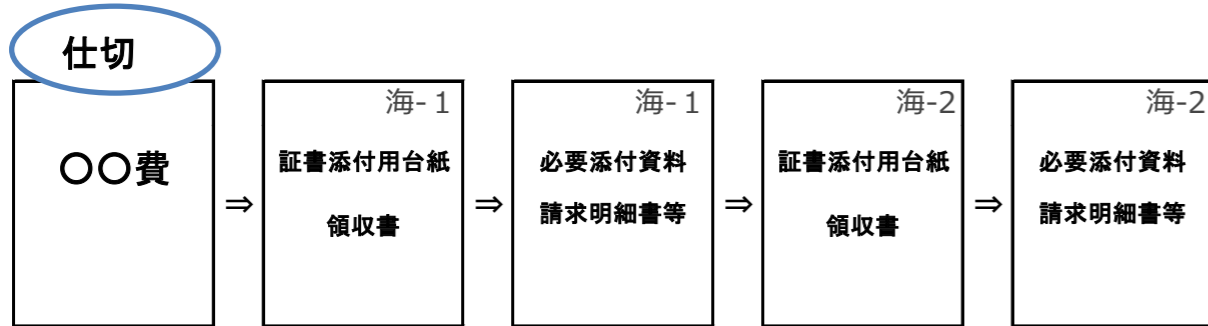 仕切
〇〇費
⇒
海-１
証書添付用台紙
領収書
⇒
海-１
必要添付資料
請求明細書等
⇒
海-2
証書添付用台紙
領収書
⇒
海-2
必要添付資料
請求明細書等